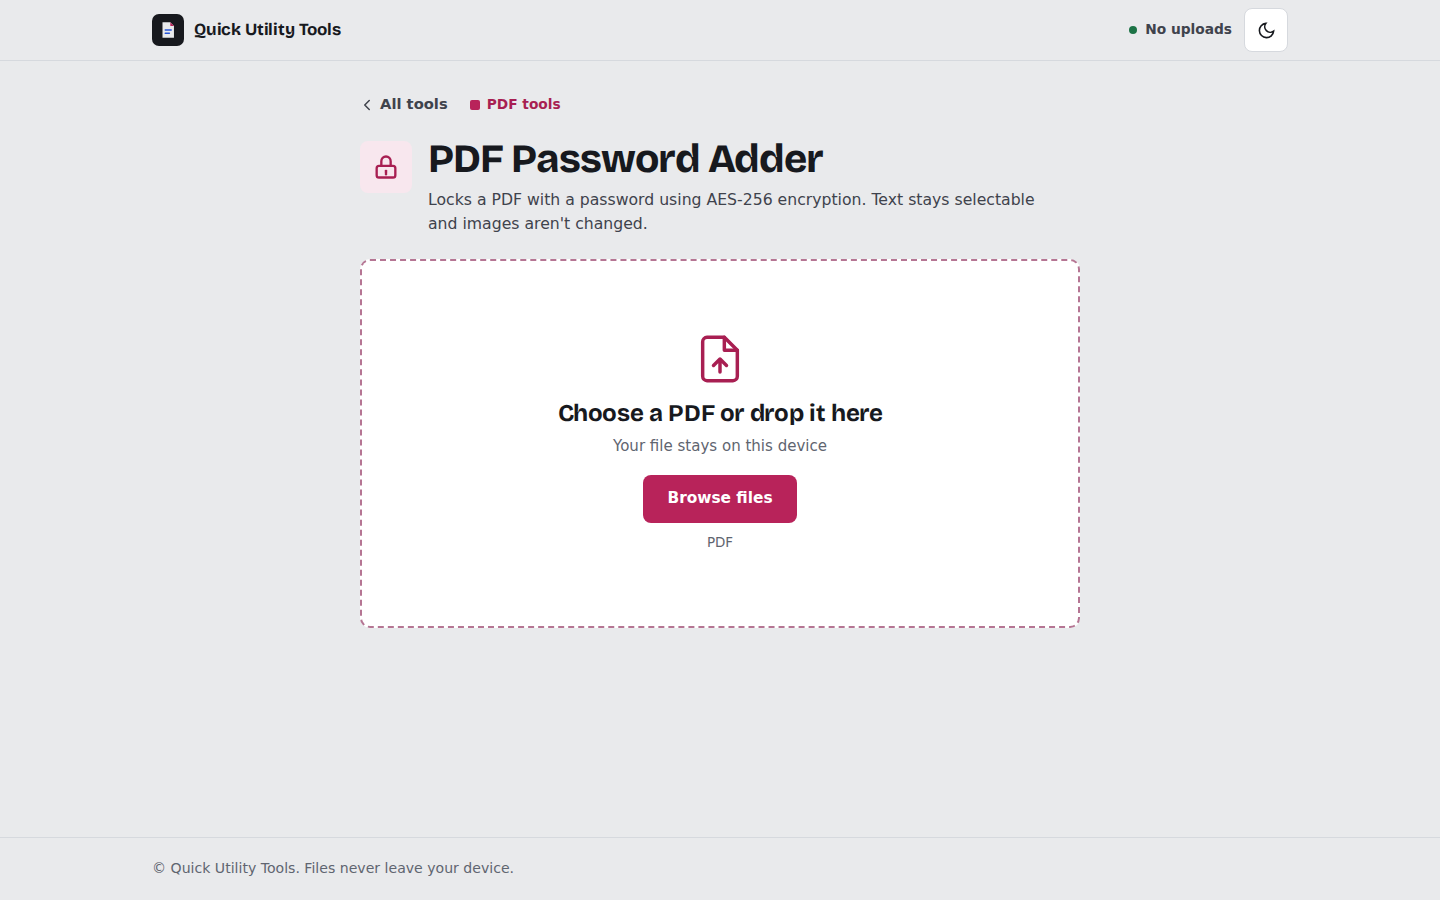 Quick Utility Tools
No uploads
All tools
PDF tools
PDF Password Adder
Locks a PDF with a password using AES-256 encryption. Text stays selectable
and images aren't changed.
Choose a PDF or drop it here
Your file stays on this device
Browse files
PDF
© Quick Utility Tools. Files never leave your device.